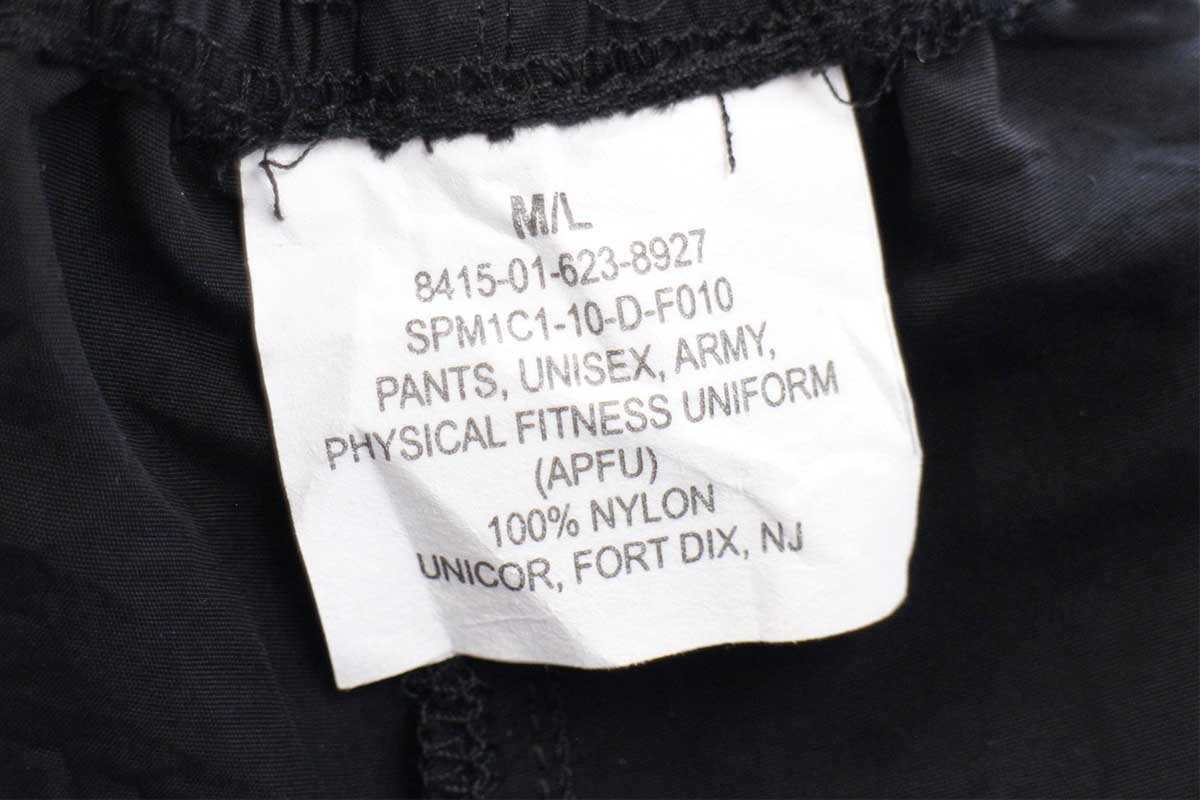 M/L
8415-01-623-8927
SPM1C1-10-D-F010
PANTS, UNISEX, ARMY,
PHYSICAL FITNESS UNIFORM
(APFU)
100% NYLON
UNICOR, FORT DIX, NJ